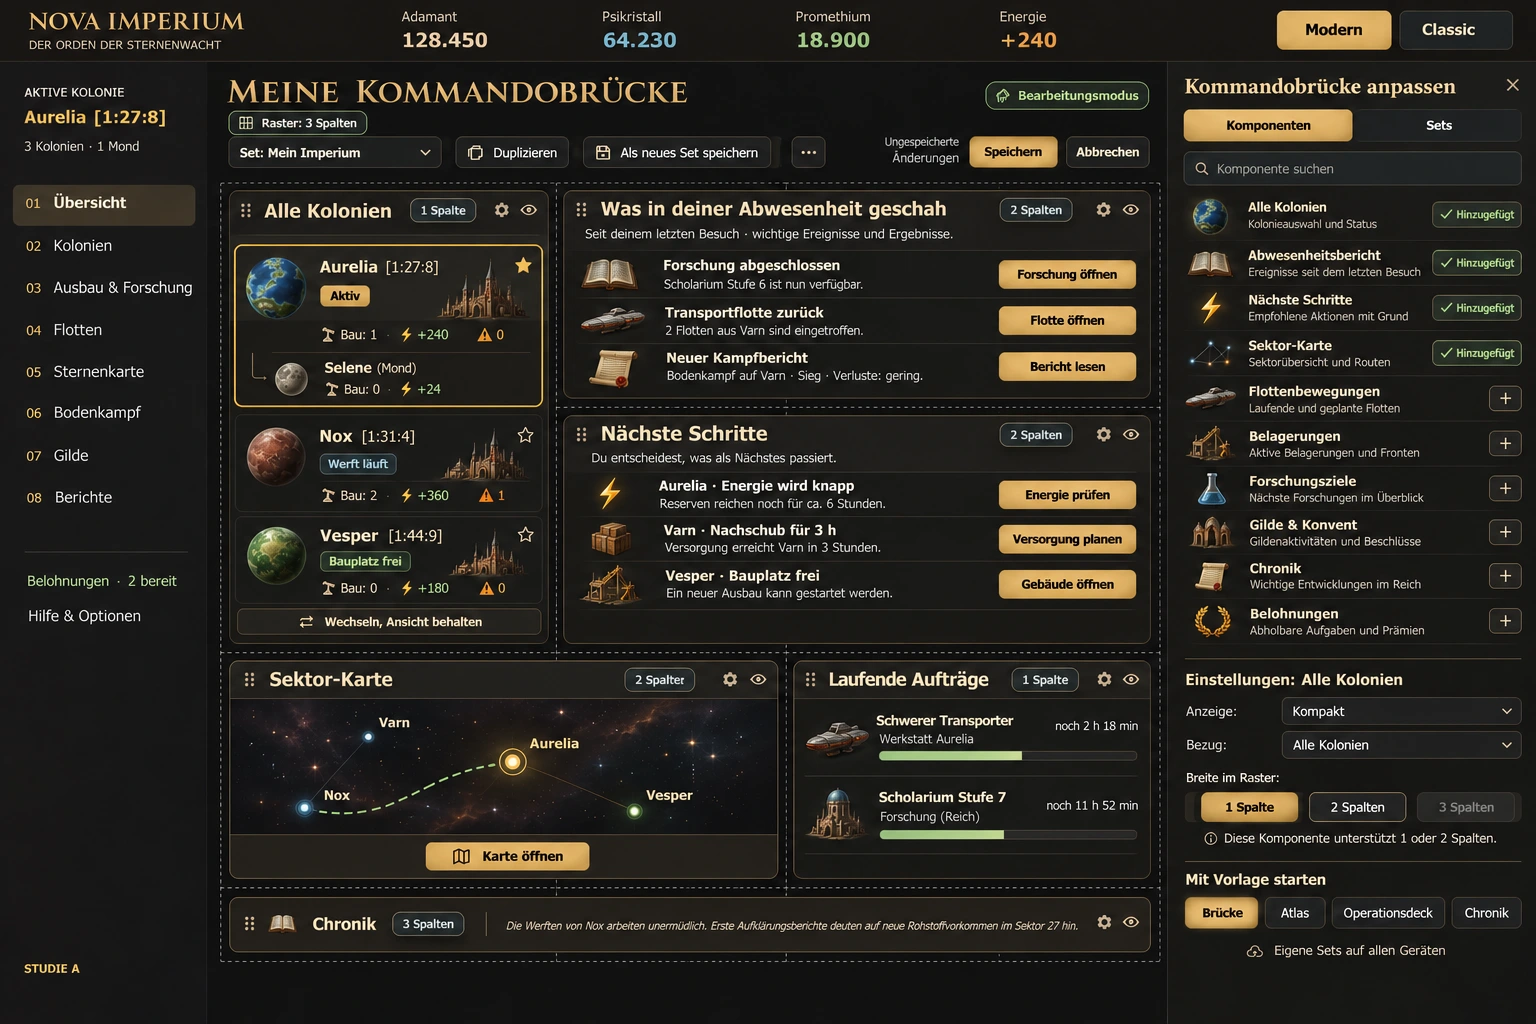 NOVA IMPERIUM
DER ORDEN DER STERNENWACHT
Adamant
128.450
Psikristall
64.230
Promethium
18.900
Energie
+240
Modern
Classic
AKTIVE KOLONIE
Aurelia [1:27:8]
3 Kolonien · 1 Mond
01 Übersicht
02 Kolonien
03 Ausbau & Forschung
04 Flotten
05 Sternenkarte
06 Bodenkampf
07 Gilde
08 Berichte
Belohnungen · 2 bereit
Hilfe & Optionen
STUDIE A
MEINE KOMMANDOBRÜCKE
Bearbeitungsmodus
Raster: 3 Spalten
Set: Mein Imperium
Duplizieren
Als neues Set speichern
Ungespeicherte
Änderungen
Speichern
Abbrechen
Alle Kolonien
1 Spalte
Aurelia [1:27:8]
Aktiv
Bau: 1 · +240
0
Selene (Mond)
Bau: 0 · +24
Nox [1:31:4]
Werft läuft
Bau: 2 · +360
1
Vesper [1:44:9]
Bauplatz frei
Bau: 0 · +180
0
Wechseln, Ansicht behalten
Was in deiner Abwesenheit geschah
2 Spalten
Seit deinem letzten Besuch · wichtige Ereignisse und Ergebnisse.
Forschung abgeschlossen
Scholarium Stufe 6 ist nun verfügbar.
Forschung öffnen
Transportflotte zurück
2 Flotten aus Varn sind eingetroffen.
Flotte öffnen
Neuer Kampfbericht
Bodenkampf auf Varn · Sieg · Verluste: gering.
Bericht lesen
Nächste Schritte
2 Spalten
Du entscheidest, was als Nächstes passiert.
Aurelia · Energie wird knapp
Reserven reichen noch für ca. 6 Stunden.
Energie prüfen
Varn · Nachschub für 3 h
Versorgung erreicht Varn in 3 Stunden.
Versorgung planen
Vesper · Bauplatz frei
Ein neuer Ausbau kann gestartet werden.
Gebäude öffnen
Sektor-Karte
2 Spalter
Varn
Aurelia
Nox
Vesper
Karte öffnen
Laufende Aufträge
1 Spalte
Schwerer Transporter
Werkstatt Aurelia
noch 2 h 18 min
Scholarium Stufe 7
Forschung (Reich)
noch 11 h 52 min
Chronik
3 Spalten
Die Werften von Nox arbeiten unermüdlich. Erste Aufklärungsberichte deuten auf neue Rohstoffvorkommen im Sektor 27 hin.
Kommandobrücke anpassen
Komponenten
Sets
Komponente suchen
Alle Kolonien
Kolonieauswahl und Status
Hinzugefügt
Abwesenheitsbericht
Ereignisse seit dem letzten Besuch
Hinzugefügt
Nächste Schritte
Empfohlene Aktionen mit Grund
Hinzugefügt
Sektor-Karte
Sektorübersicht und Routen
Hinzugefügt
Flottenbewegungen
Laufende und geplante Flotten
Belagerungen
Aktive Belagerungen und Fronten
Forschungsziele
Nächste Forschungen im Überblick
Gilde & Konvent
Gildenaktivitäten und Beschlüsse
Chronik
Wichtige Entwicklungen im Reich
Belohnungen
Abholbare Aufgaben und Prämien
Einstellungen: Alle Kolonien
Anzeige:
Kompakt
Bezug:
Alle Kolonien
Breite im Raster:
1 Spalte
2 Spalten
3 Spalten
Diese Komponente unterstützt 1 oder 2 Spalten.
Mit Vorlage starten
Brücke
Atlas
Operationsdeck
Chronik
Eigene Sets auf allen Geräten